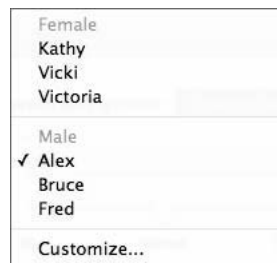 Female
Kathy
Vicki
Victoria
Male
✓ Alex
Bruce
Fred
Customize...